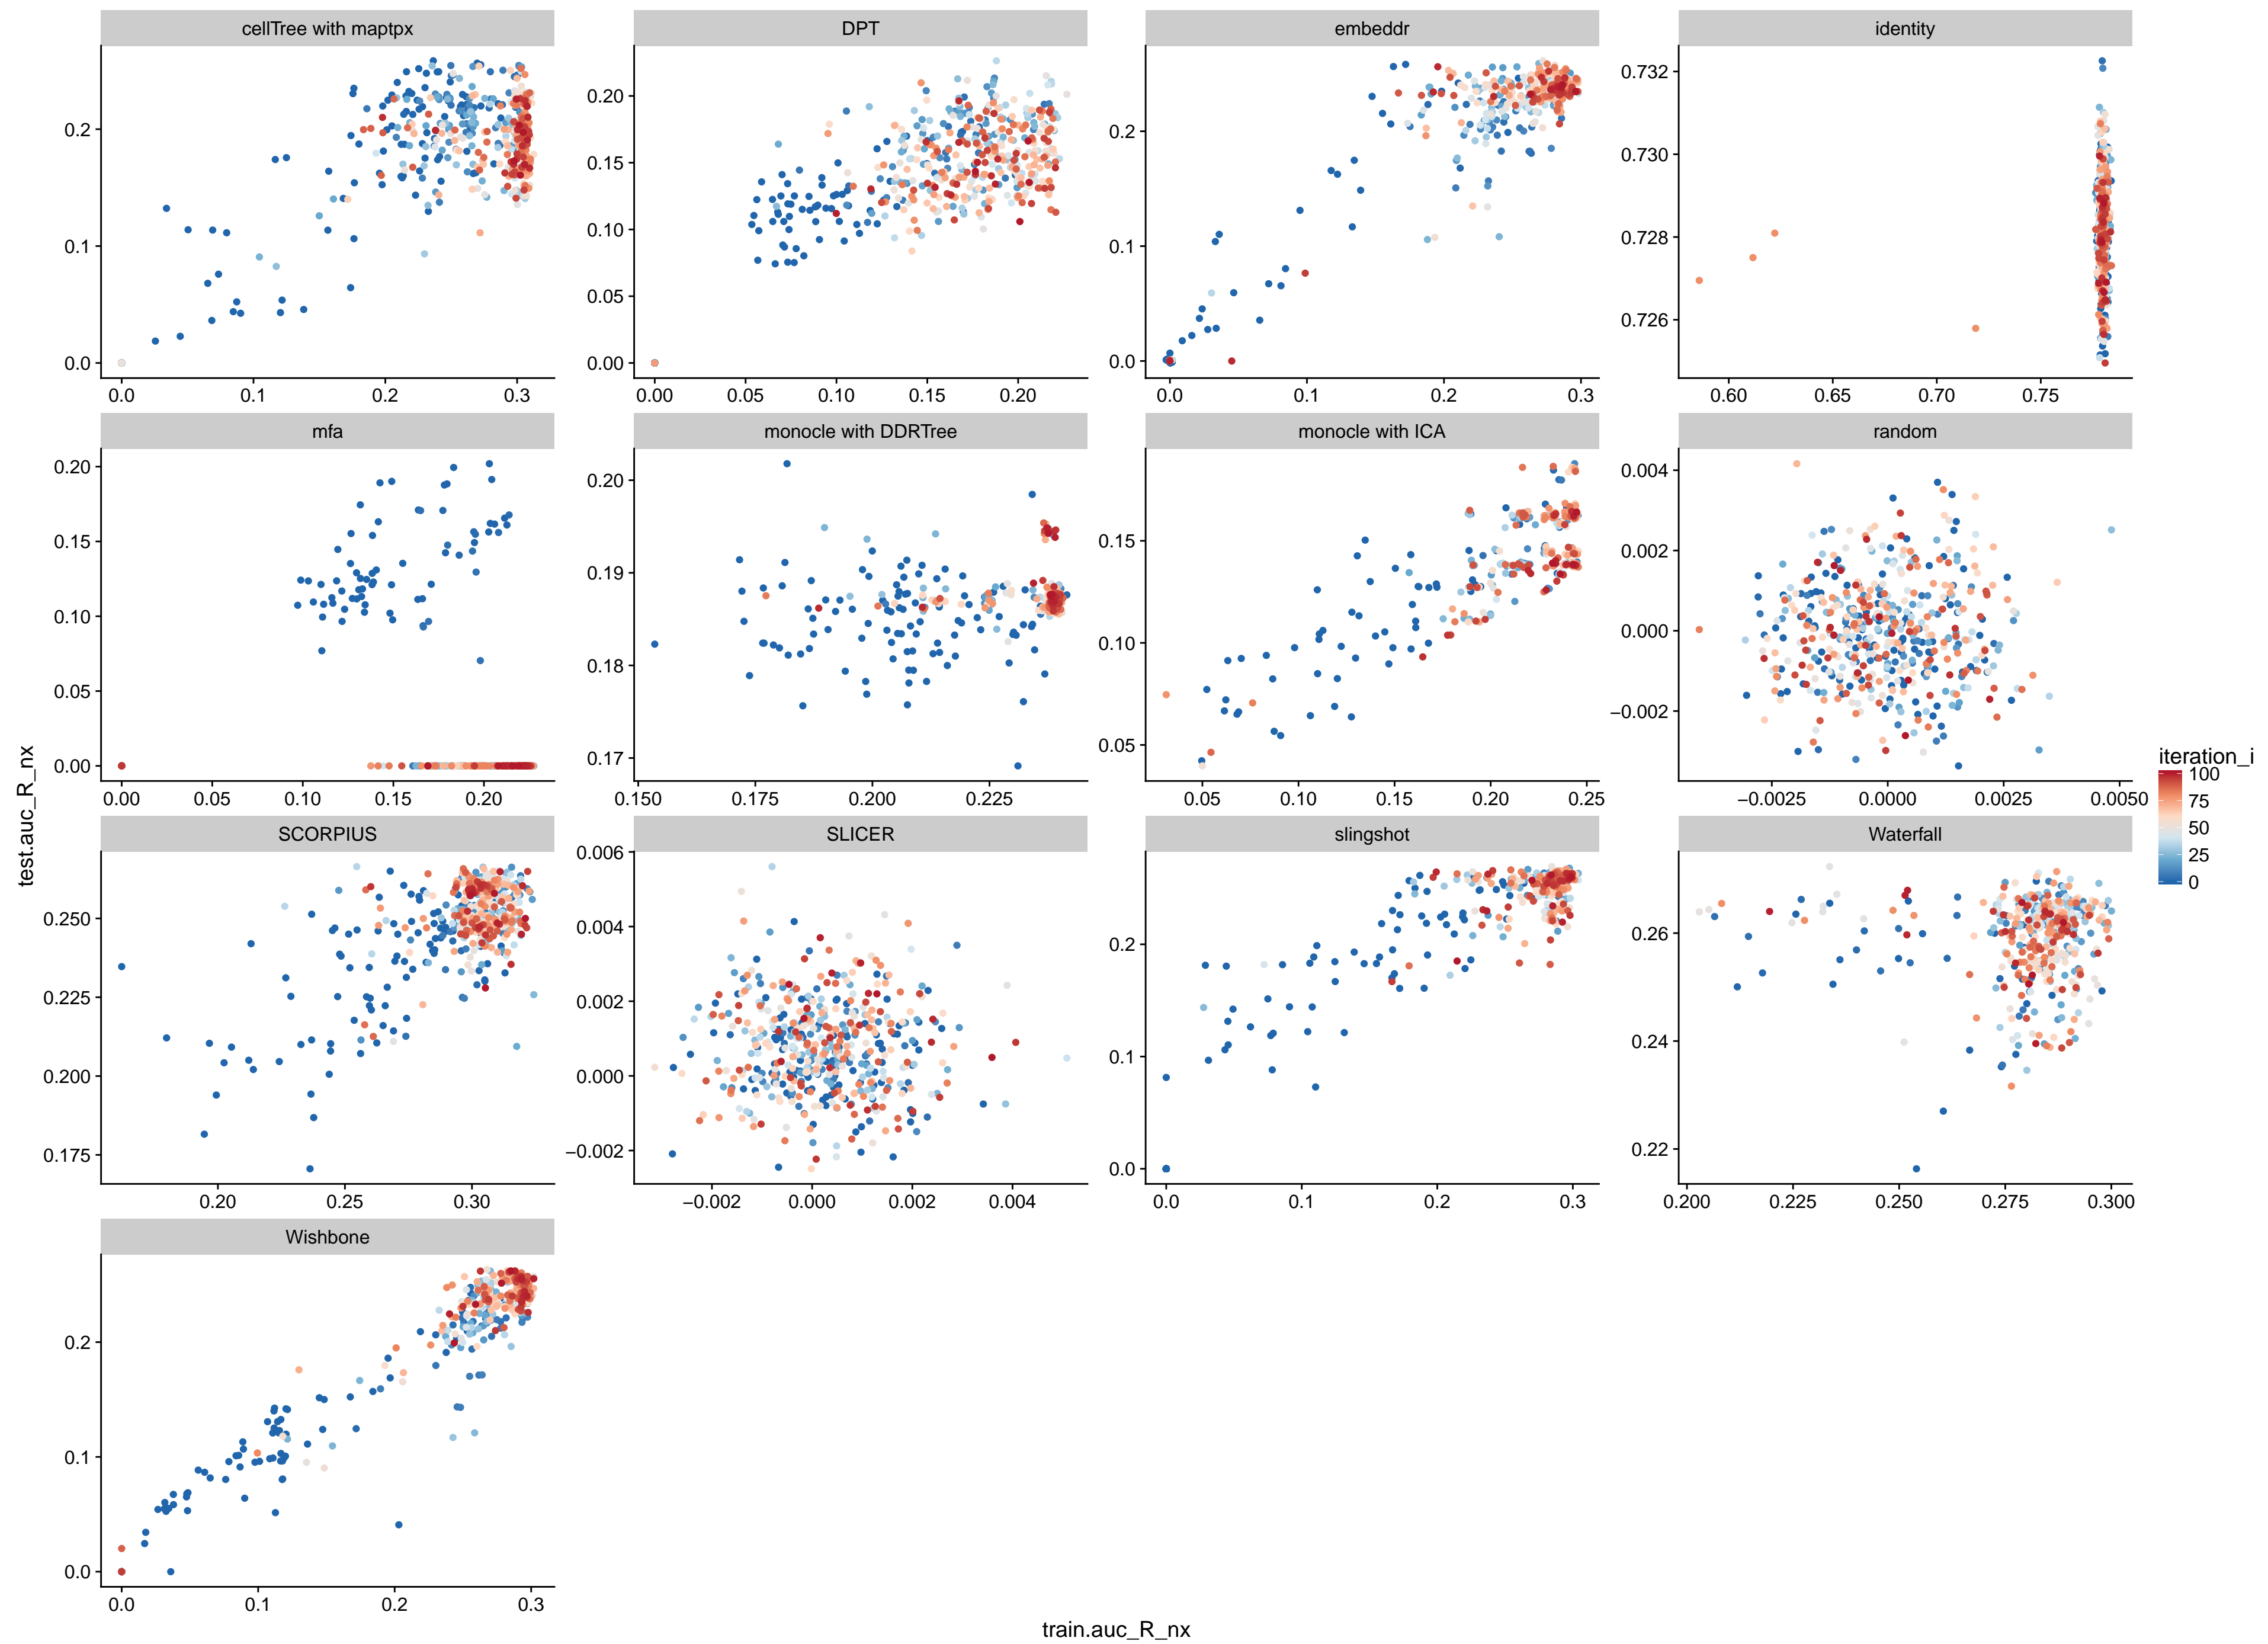 cellTree with maptpx
DPT
embeddr
identity
0.2
0.1
0.0
0.0 0.1 0.2 0.3
0.20
0.15
0.10
0.05
0.00
0.00 0.05 0.10 0.15 0.20
0.2
0.1
0.0
0.0 0.1 0.2 0.3
0.732
0.730
0.728
0.726
0.60 0.65 0.70 0.75
mfa
monocle with DDRTree
monocle with ICA
random
0.20
0.15
0.10
0.05
0.00
0.00 0.05 0.10 0.15 0.20
0.20
0.19
0.18
0.17
0.150 0.175 0.200 0.225
0.15
0.10
0.05
0.05 0.10 0.15 0.20 0.25
0.004
0.002
0.000
−0.002
−0.0025 0.0000 0.0025 0.0050
SCORPIUS
SLICER
slingshot
Waterfall
0.250
0.225
0.200
0.175
0.20 0.25 0.30
0.006
0.004
0.002
0.000
−0.002
−0.002 0.000 0.002 0.004
0.2
0.1
0.0
0.0 0.1 0.2 0.3
0.26
0.24
0.22
0.200 0.225 0.250 0.275 0.300
Wishbone
0.2
0.1
0.0
0.0 0.1 0.2 0.3
test.auc_R_nx
train.auc_R_nx
iteration_i
100
75
50
25
0